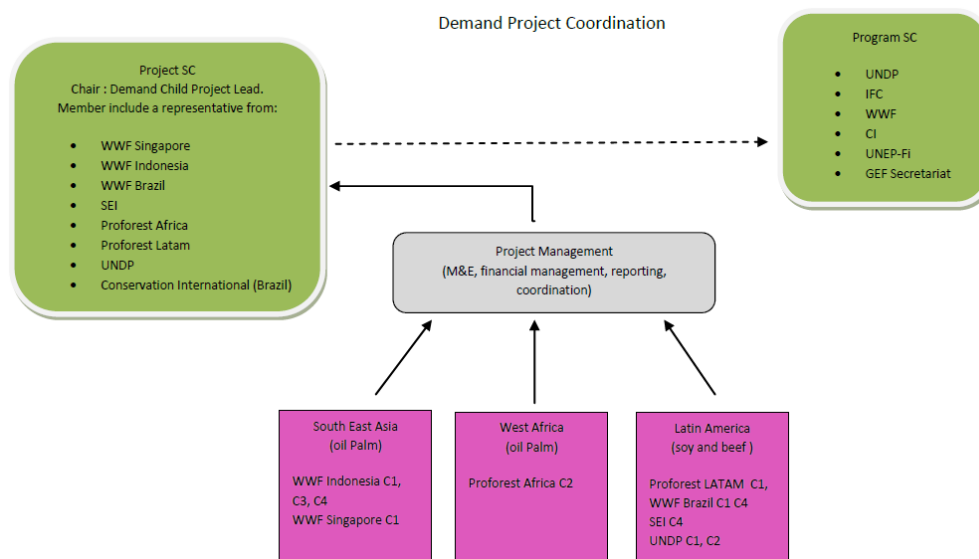 Demand Project Coordination
Project SC
Chair : Demand Child Project Lead.
Member include a representative from:
• WWF Singapore
• WWF Indonesia
• WWF Brazil
• SEI
• Proforest Africa
• Proforest Latam
• UNDP
• Conservation International (Brazil)
Program SC
• UNDP
• IFC
• WWF
• CI
• UNEP-Fi
• GEF Secretariat
Project Management
(M&E, financial management, reporting,
coordination)
South East Asia
(oil Palm)
WWF Indonesia C1,
C3, C4
WWF Singapore C1
West Africa
(oil Palm)
Proforest Africa C2
Latin America
(soy and beef )
Proforest LATAM C1,
WWF Brazil C1 C4
SEI C4
UNDP C1, C2